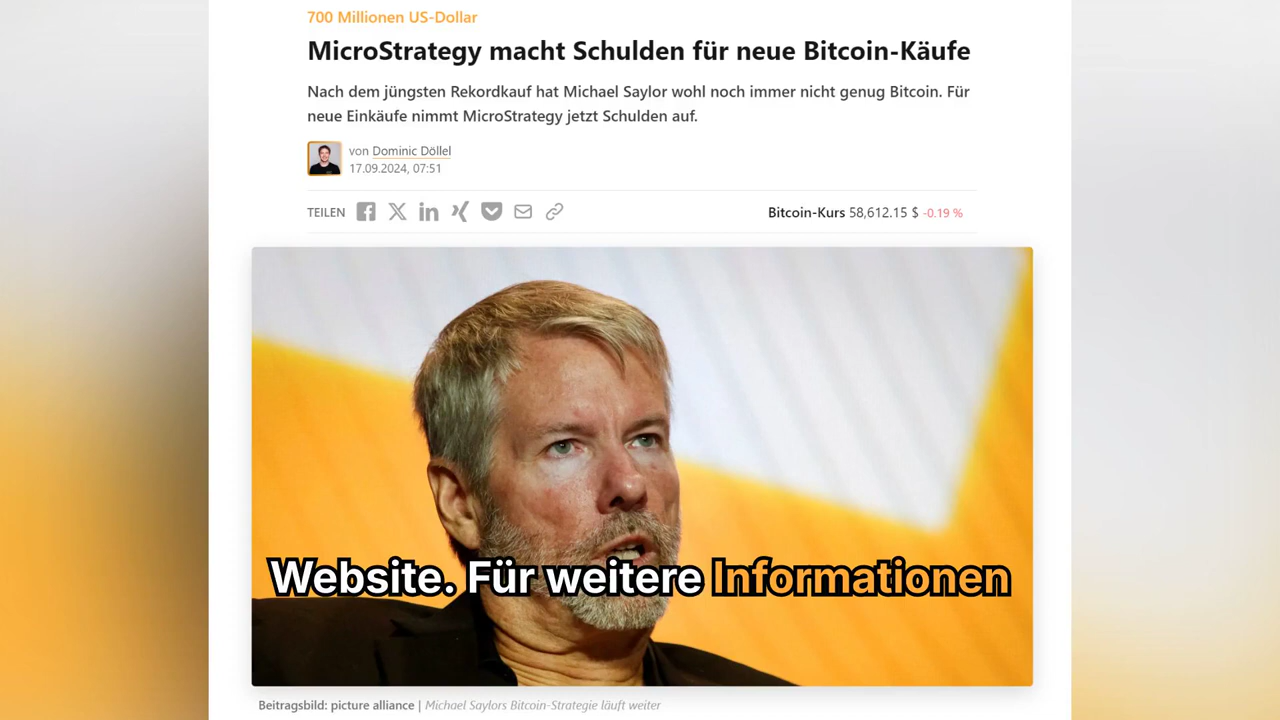 700 Millionen US-Dollar
MicroStrategy macht Schulden für neue Bitcoin-Käufe
Nach dem jüngsten Rekordkauf hat Michael Saylor wohl noch immer nicht genug Bitcoin. Für
neue Einkäufe nimmt MicroStrategy jetzt Schulden auf.
von Dominic Döllel
17.09.2024, 07:51
TEILEN
Bitcoin-Kurs 58,612.15 $ -0.19 %
Website. Für weitere Informationen
Beitragsbild: picture alliance | Michael Saylors Bitcoin-Strategie läuft weiter